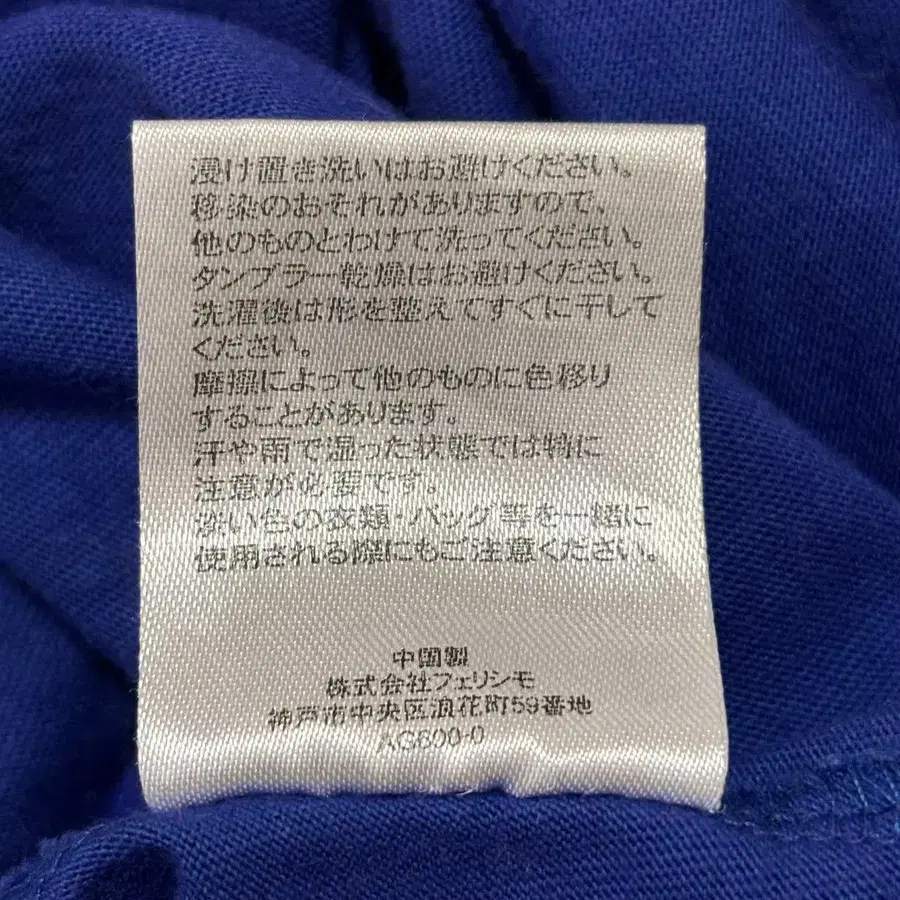 浸け置き洗いはお避けください。
移染のおそれがありますので、
他のものとわけて洗ってください。
タンブラー乾燥はお避けください。
洗濯後は形を整えてすぐに干して
ください。
摩擦によって他のものに色移り
することがあります。
汗や雨で湿った状態では特に
注意が必要です。
淡い色の衣類・バッグ等を一緒に
使用される際にもご注意ください。
中国製
株式会社フェリシモ
神戸市中央区浪花町59番地
AG600-0